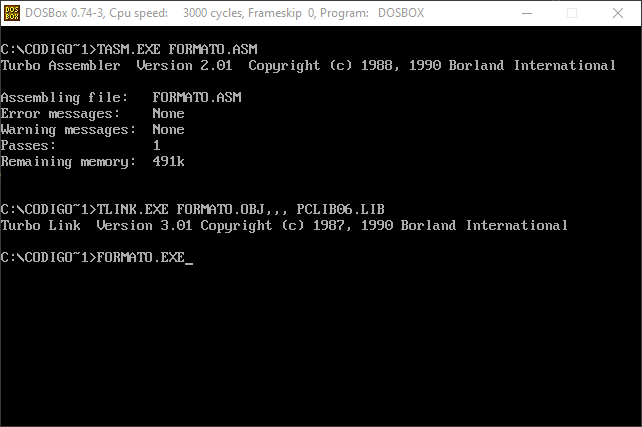 DOS
BOX
DOSBox 0.74-3, Cpu speed: 3000 cycles, Frameskip 0, Program: DOSBOX
C:\CODIGO~1>TASM.EXE FORMATO.ASM
Turbo Assembler Version 2.01 Copyright (c) 1988, 1990 Borland International
Assembling file: FORMATO.ASM
Error messages: None
Warning messages: None
Passes: 1
Remaining memory: 491k
C:\CODIGO~1>TLINK.EXE FORMATO.OBJ,,, PCLIB06.LIB
Turbo Link Version 3.01 Copyright (c) 1987, 1990 Borland International
C:\CODIGO~1>FORMATO.EXE_